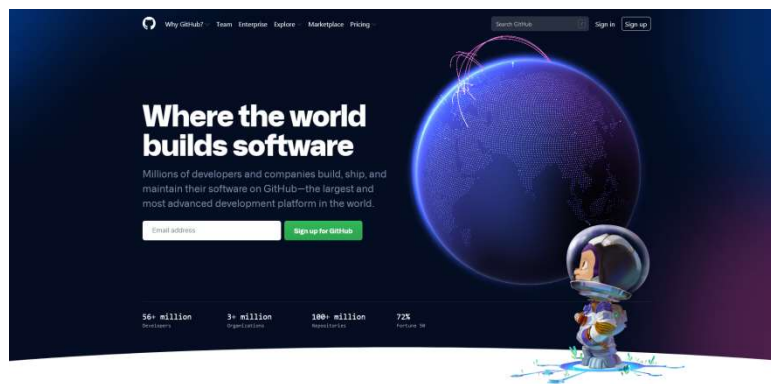 Why GitHub? Team Enterprise Explore Marketplace Pricing Search GitHub / Sign in Sign up
Where the world
builds software
Millions of developers and companies build, ship, and
maintain their software on GitHub—the largest and
most advanced development platform in the world.
Email address Sign up for GitHub
56+ million 3+ million 100+ million 72%
Developers Organizations Repositories Fortune 50